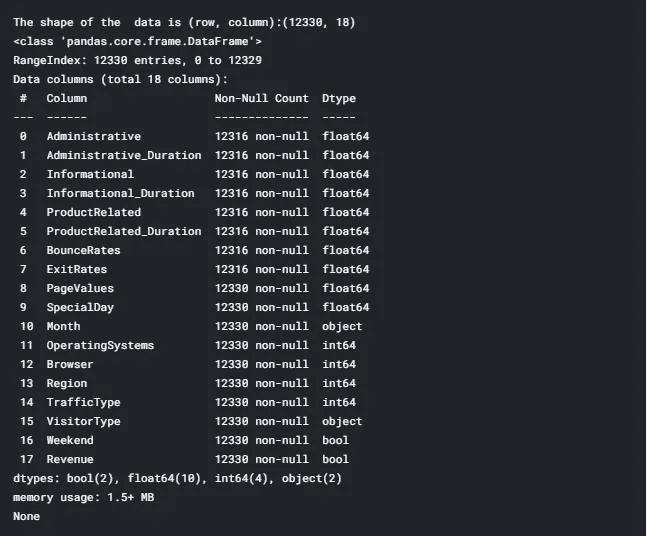 The shape of the  data is (row, column):(12330, 18)
<class 'pandas.core.frame.DataFrame'>
RangeIndex: 12330 entries, 0 to 12329
Data columns (total 18 columns):
 #   Column                   Non-Null Count  Dtype
---  ------                   --------------  -----
 0   Administrative           12316 non-null  float64
 1   Administrative_Duration  12316 non-null  float64
 2   Informational            12316 non-null  float64
 3   Informational_Duration   12316 non-null  float64
 4   ProductRelated           12316 non-null  float64
 5   ProductRelated_Duration  12316 non-null  float64
 6   BounceRates              12316 non-null  float64
 7   ExitRates                12316 non-null  float64
 8   PageValues               12330 non-null  float64
 9   SpecialDay               12330 non-null  float64
 10  Month                    12330 non-null  object
 11  OperatingSystems         12330 non-null  int64
 12  Browser                  12330 non-null  int64
 13  Region                   12330 non-null  int64
 14  TrafficType              12330 non-null  int64
 15  VisitorType              12330 non-null  object
 16  Weekend                  12330 non-null  bool
 17  Revenue                  12330 non-null  bool
dtypes: bool(2), float64(10), int64(4), object(2)
memory usage: 1.5+ MB
None